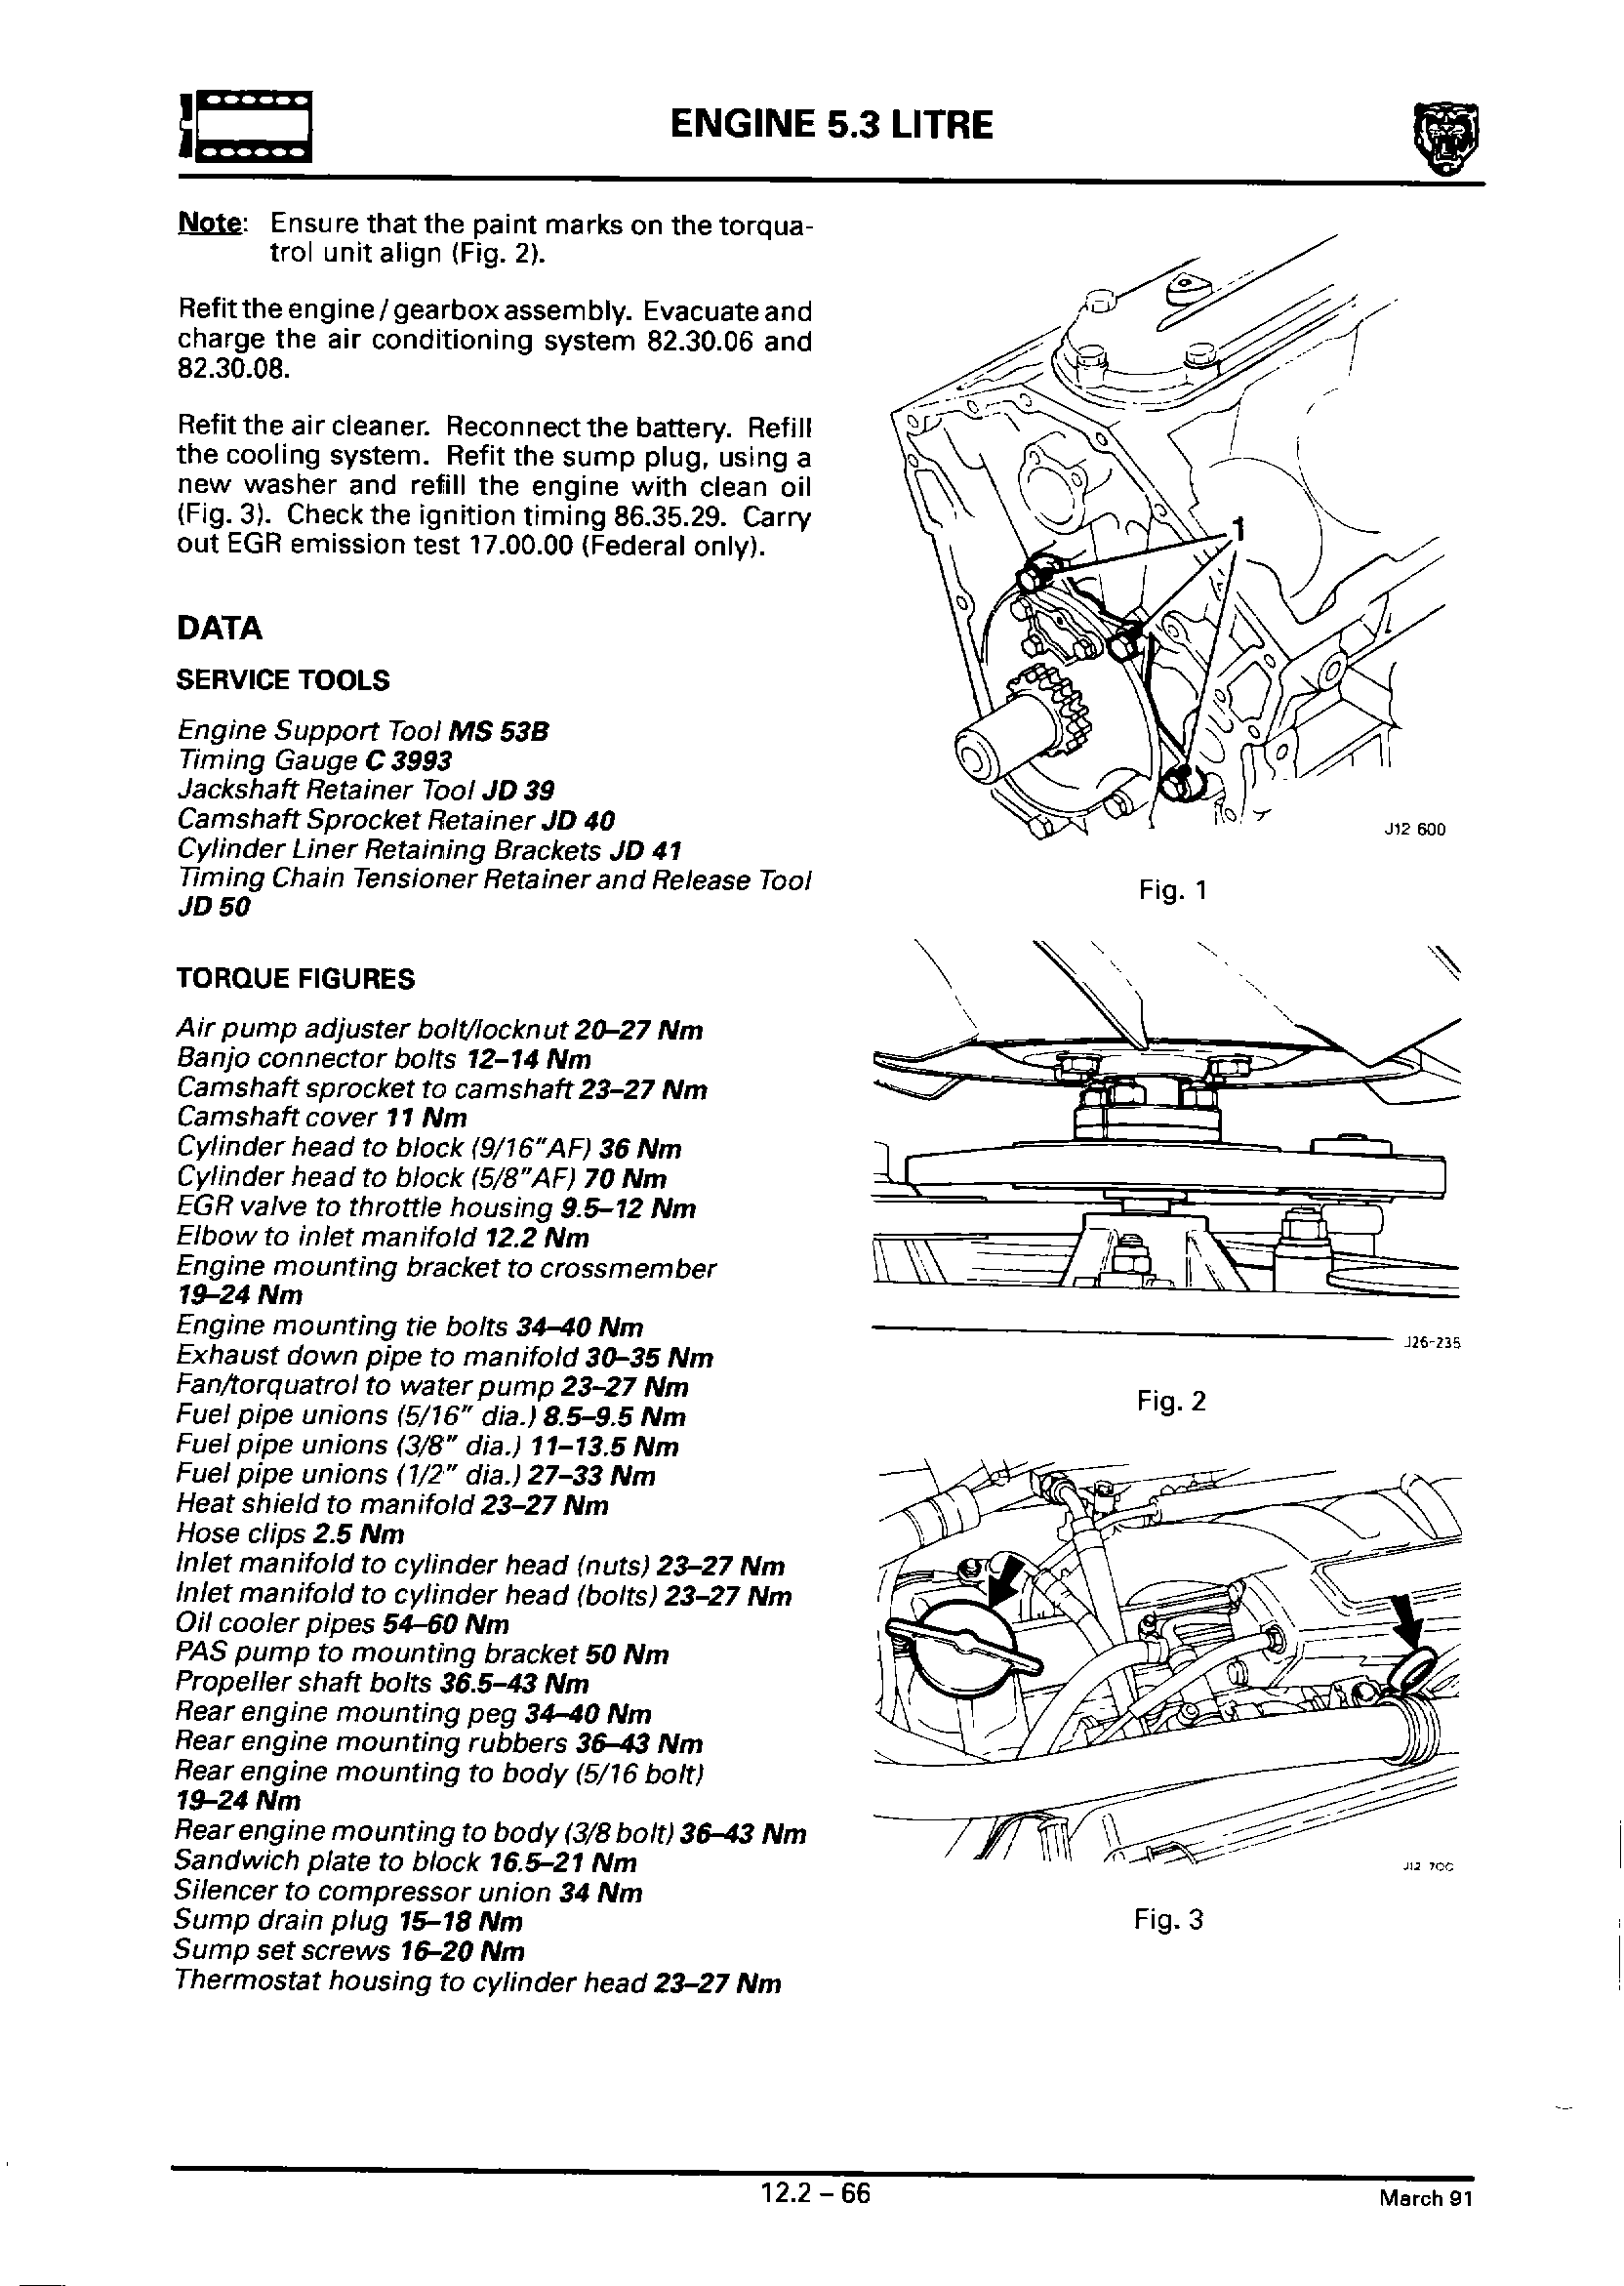 ENGINE 5.3 LITRE
Note: Ensure that the paint marks on the torqua-
trol unit align (Fig. 2).
Refit the engine / gearbox assembly. Evacuate and
charge the air conditioning system 82.30.06 and
82.30.08.
Refit the air cleaner. Reconnect the battery. Refill
the cooling system. Refit the sump plug, using a
new washer and refill the engine with clean oil
(Fig. 3). Check the ignition timing 86.35.29. Carry
out EGR emission test 17.00.00 (Federal only).
DATA
SERVICE TOOLS
Engine Support Tool MS 53B
Timing Gauge C 3993
Jackshaft Retainer Tool JD 39
Camshaft Sprocket Retainer JD 40
Cylinder Liner Retaining Brackets JD 41
Timing Chain Tensioner Retainer and Release Tool
JD 50
TORQUE FIGURES
Air pump adjuster bolt/locknut 20–27 Nm
Banjo connector bolts 12–14 Nm
Camshaft sprocket to camshaft 23–27 Nm
Camshaft cover 11 Nm
Cylinder head to block (9/16"AF) 36 Nm
Cylinder head to block (5/8"AF) 70 Nm
EGR valve to throttle housing 9.5–12 Nm
Elbow to inlet manifold 12.2 Nm
Engine mounting bracket to crossmember
19–24 Nm
Engine mounting tie bolts 34–40 Nm
Exhaust down pipe to manifold 30–35 Nm
Fan/torquatrol to water pump 23–27 Nm
Fuel pipe unions (5/16" dia.) 8.5–9.5 Nm
Fuel pipe unions (3/8" dia.) 11–13.5 Nm
Fuel pipe unions (1/2" dia.) 27–33 Nm
Heat shield to manifold 23–27 Nm
Hose clips 2.5 Nm
Inlet manifold to cylinder head (nuts) 23–27 Nm
Inlet manifold to cylinder head (bolts) 23–27 Nm
Oil cooler pipes 54–60 Nm
PAS pump to mounting bracket 50 Nm
Propeller shaft bolts 36.5–43 Nm
Rear engine mounting peg 34–40 Nm
Rear engine mounting rubbers 36–43 Nm
Rear engine mounting to body (5/16 bolt)
19–24 Nm
Rear engine mounting to body (3/8 bolt) 36–43 Nm
Sandwich plate to block 16.5–21 Nm
Silencer to compressor union 34 Nm
Sump drain plug 15–18 Nm
Sump set screws 16–20 Nm
Thermostat housing to cylinder head 23–27 Nm
1
J12 600
Fig. 1
J26-235
Fig. 2
J12 700
Fig. 3
12.2 – 66
March 91